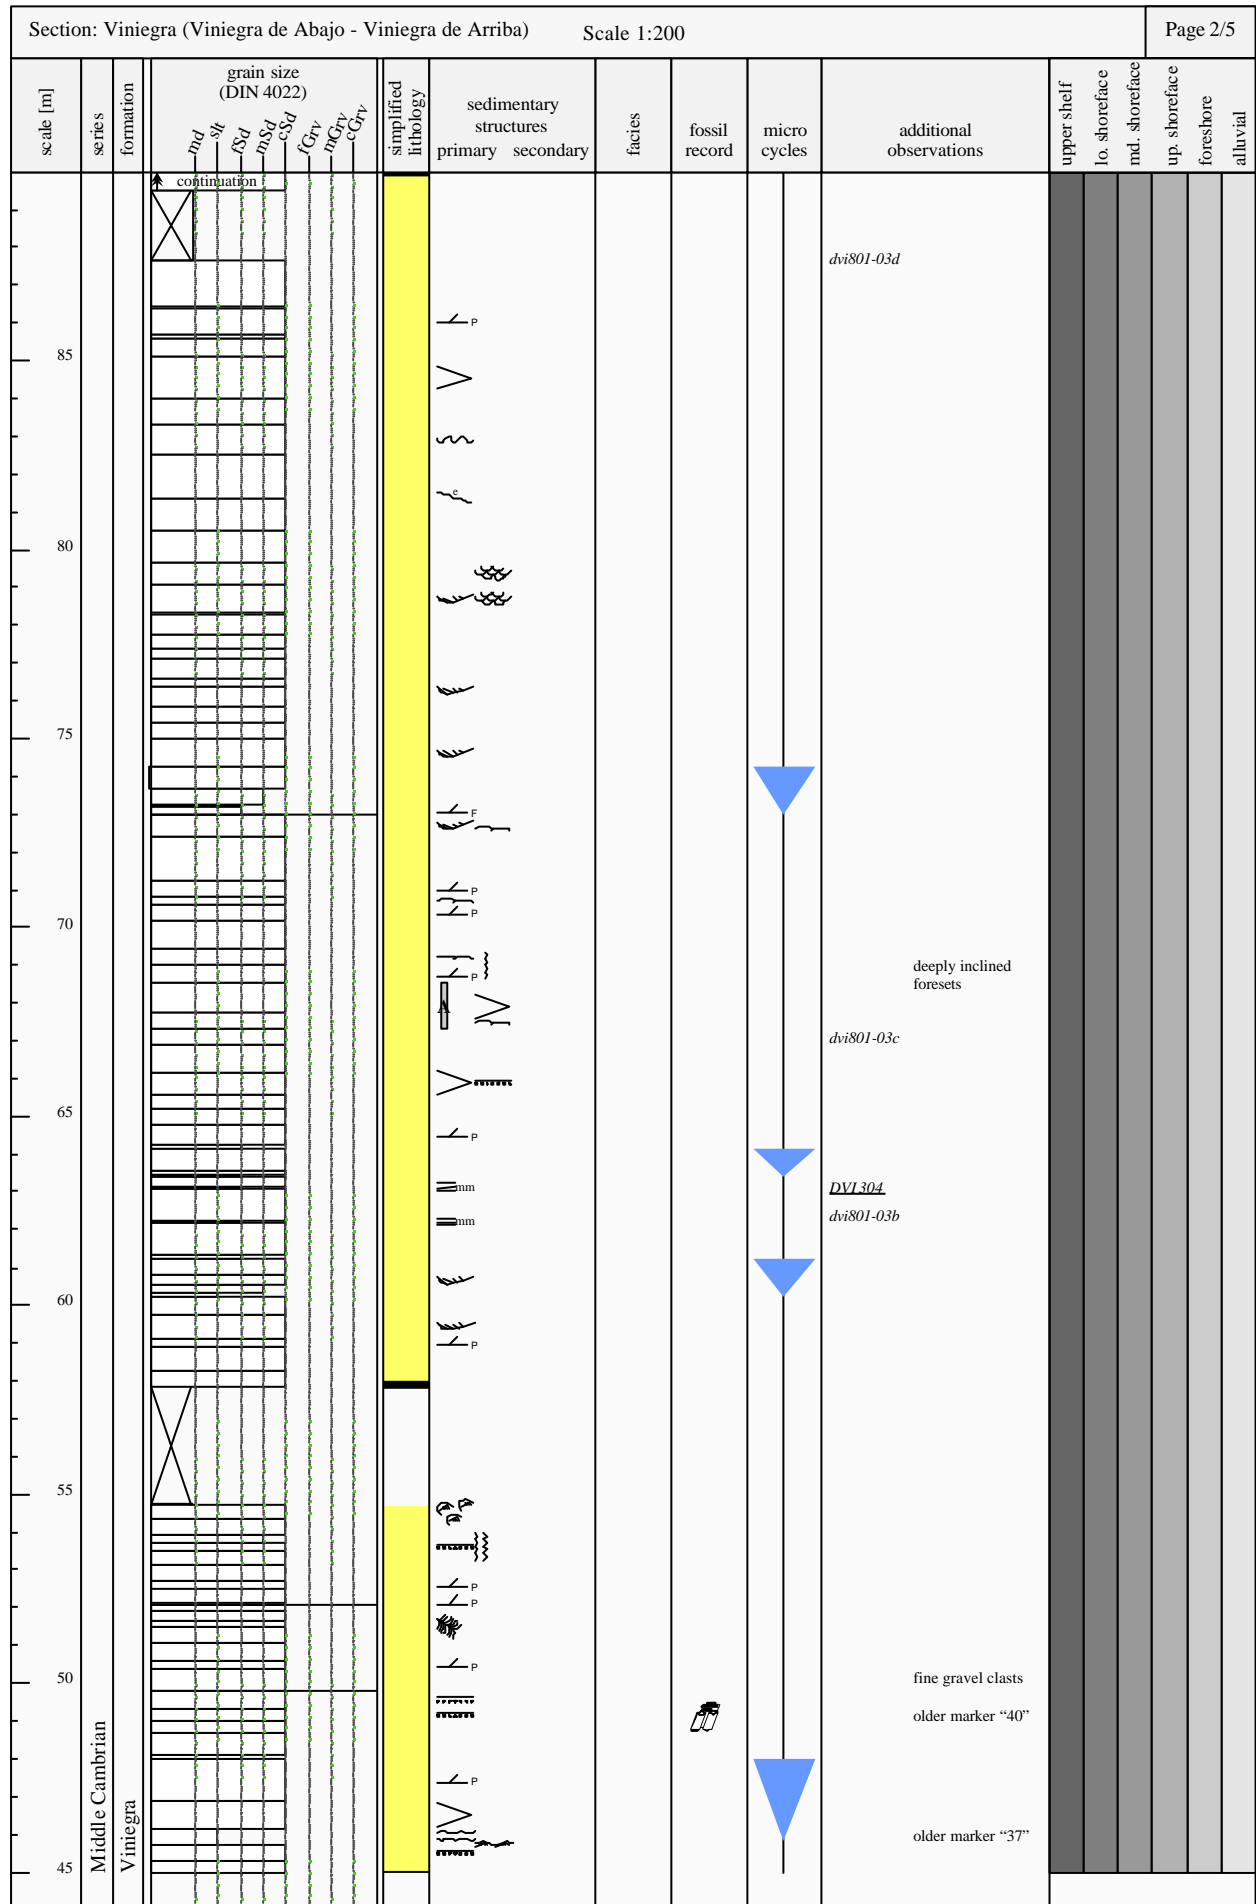 Section: Viniegra (Viniegra de Abajo - Viniegra de Arriba) Scale 1:200 Page 2/5
scale [m]
series
formation
grain size
(DIN 4022)
md
slt
fSd
mSd
cSd
fGrv
mGrv
cGrv
simplified
lithology
sedimentary
structures
primary secondary
facies
fossil
record
micro
cycles
additional
observations
upper shelf
lo. shoreface
md. shoreface
up. shoreface
foreshore
alluvial
continuation
dvi801-03d
P
85
e
80
75
F
P
P
70
deeply inclined
foresets
P
A
dvi801-03c
65
P
mm
DVI 304
dvi801-03b
mm
60
P
55
P
P
P
50
fine gravel clasts
older marker “40”
P
older marker “37”
45
Middle Cambrian
Viniegra